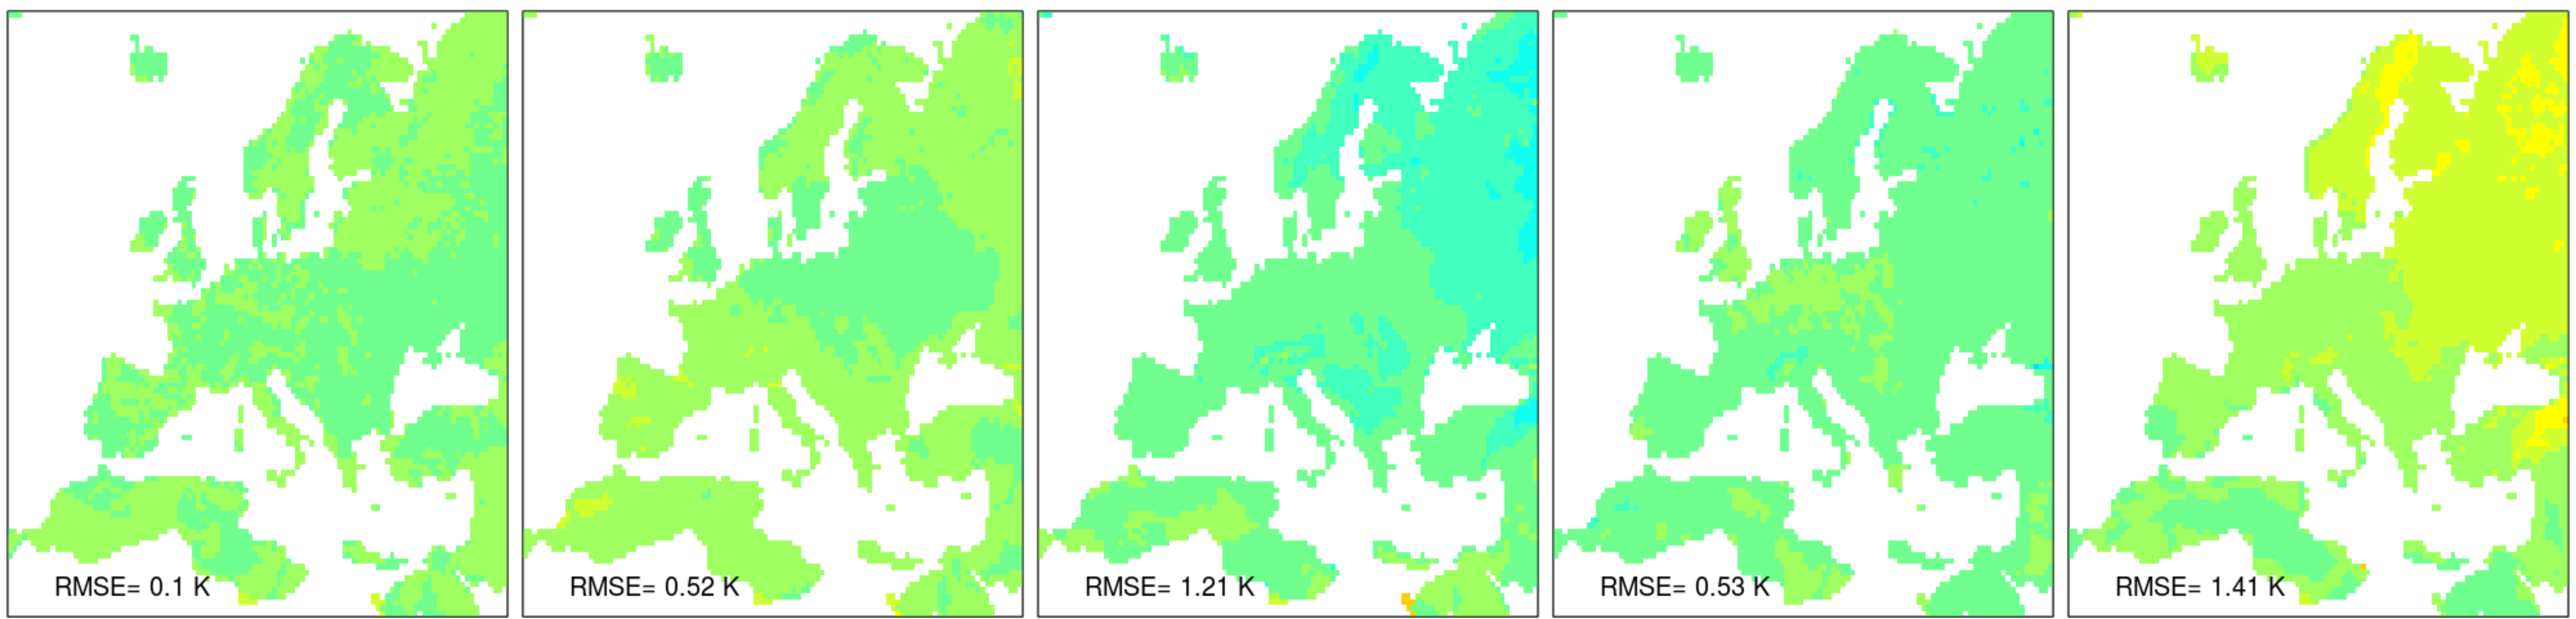 RMSE= 0.1 K
RMSE= 0.52 K
RMSE= 1.21 K
RMSE= 0.53 K
RMSE= 1.41 K